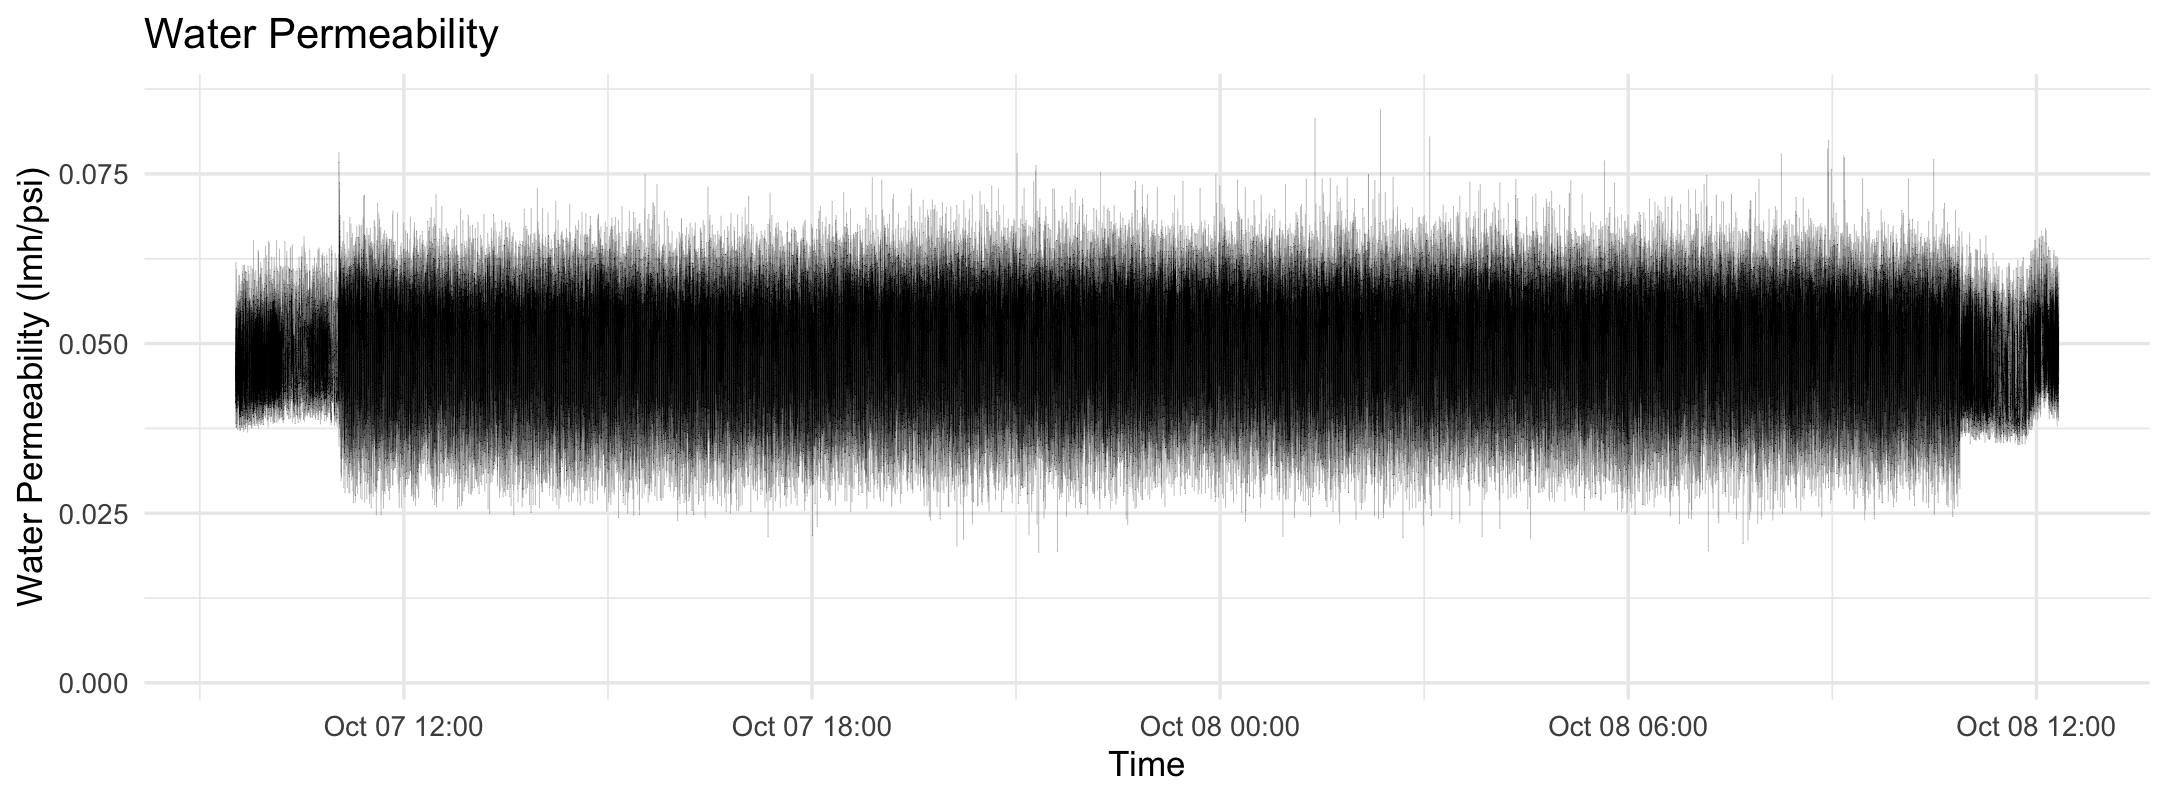 Water Permeability
Water Permeability (lmh/psi)
0.075
0.050
0.025
0.000
Oct 07 12:00
Oct 07 18:00
Oct 08 00:00
Oct 08 06:00
Oct 08 12:00
Time